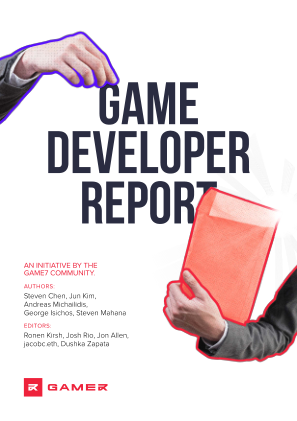 GAME
DEVELOPER
REPORT
AN INITIATIVE BY THE
GAME7 COMMUNITY.
AUTHORS:
Steven Chen, Jun Kim,
Andreas Michailidis,
George Isichos, Steven Mahana
EDITORS:
Ronen Kirsh, Josh Rio, Jon Allen,
jacobc.eth, Dushka Zapata
GAME7